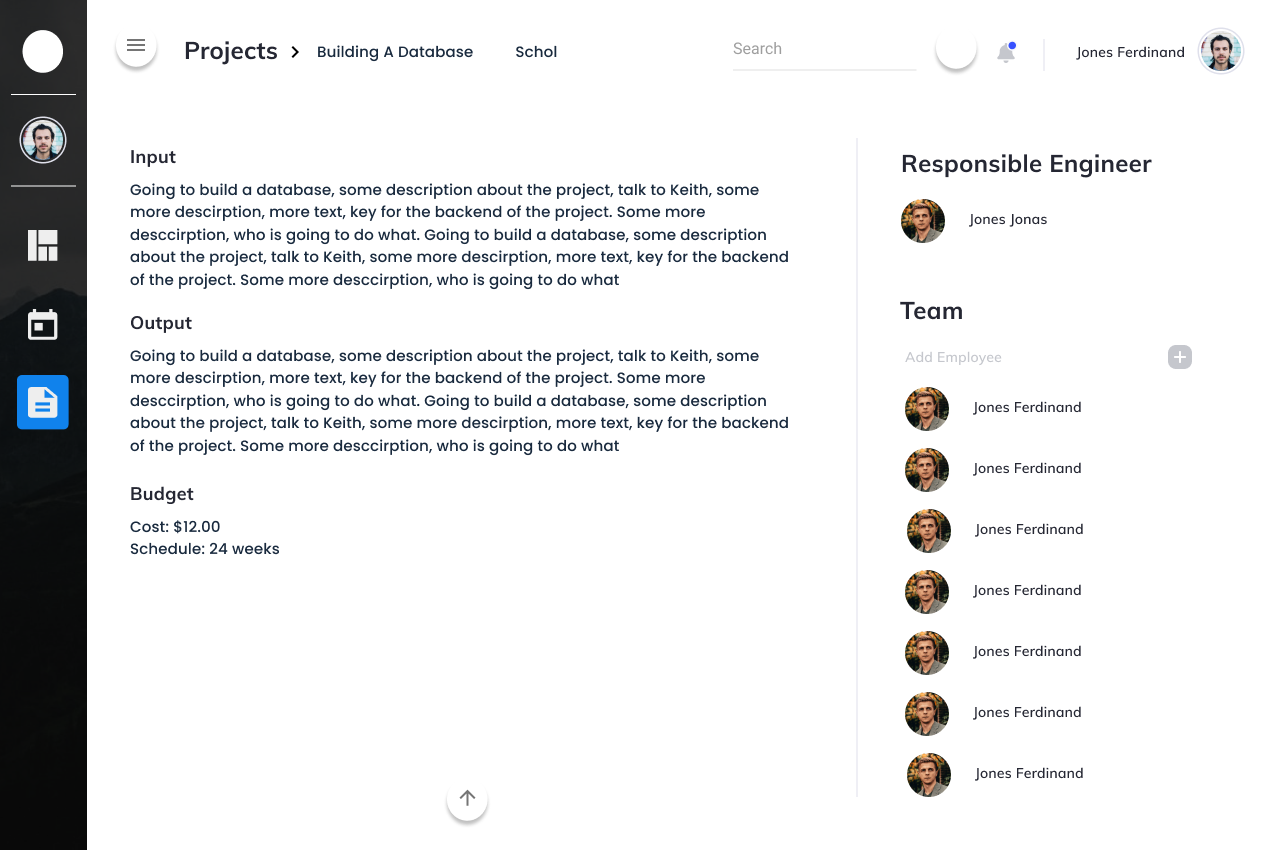 Projects
Building A Database
Schol
Search
Jones Ferdinand
Input
Going to build a database, some description about the project, talk to Keith, some
more descirption, more text, key for the backend of the project. Some more
desccirption, who is going to do what. Going to build a database, some description
about the project, talk to Keith, some more descirption, more text, key for the backend
of the project. Some more desccirption, who is going to do what
Output
Going to build a database, some description about the project, talk to Keith, some
more descirption, more text, key for the backend of the project. Some more
desccirption, who is going to do what. Going to build a database, some description
about the project, talk to Keith, some more descirption, more text, key for the backend
of the project. Some more desccirption, who is going to do what
Budget
Cost: $12.00
Schedule: 24 weeks
Responsible Engineer
Jones Jonas
Team
Add Employee
Jones Ferdinand
Jones Ferdinand
Jones Ferdinand
Jones Ferdinand
Jones Ferdinand
Jones Ferdinand
Jones Ferdinand